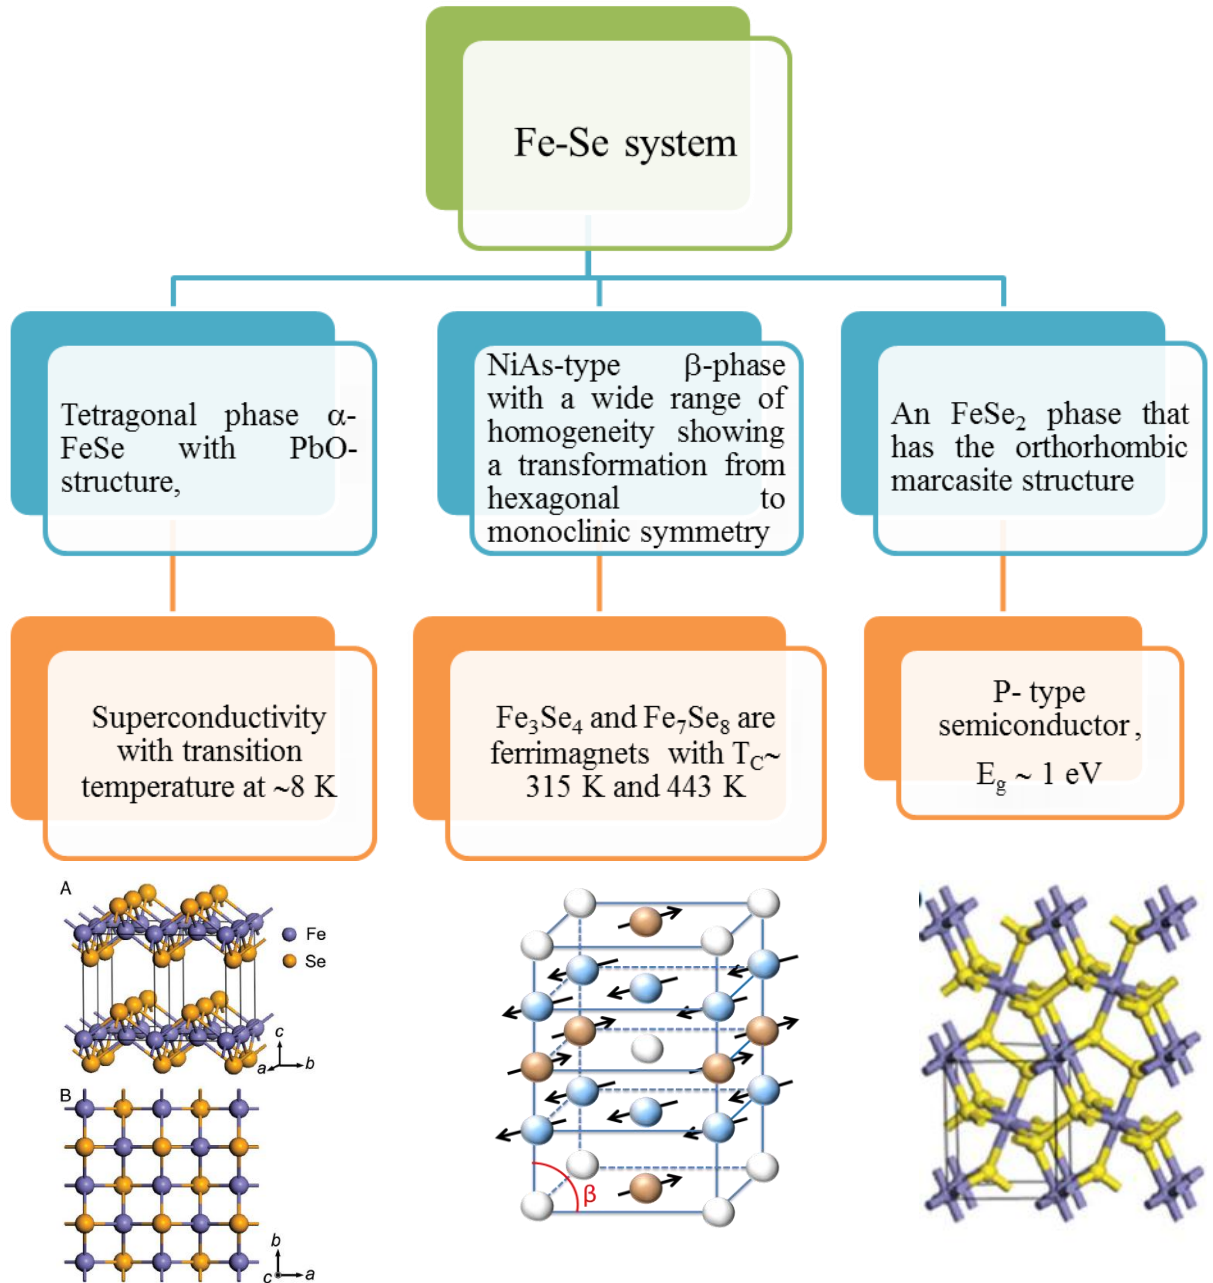 Fe-Se system
Tetragonal phase α-
FeSe with PbO-
structure,
NiAs-type β-phase
with a wide range of
homogeneity showing
a transformation from
hexagonal to
monoclinic symmetry
An FeSe₂ phase that
has the orthorhombic
marcasite structure
Superconductivity
with transition
temperature at ~8 K
Fe₃Se₄ and Fe₇Se₈ are
ferrimagnets with T_C~
315 K and 443 K
P- type
semiconductor ,
E_g ~ 1 eV
A
Fe
Se
c
a
b
B
b
c
a
β